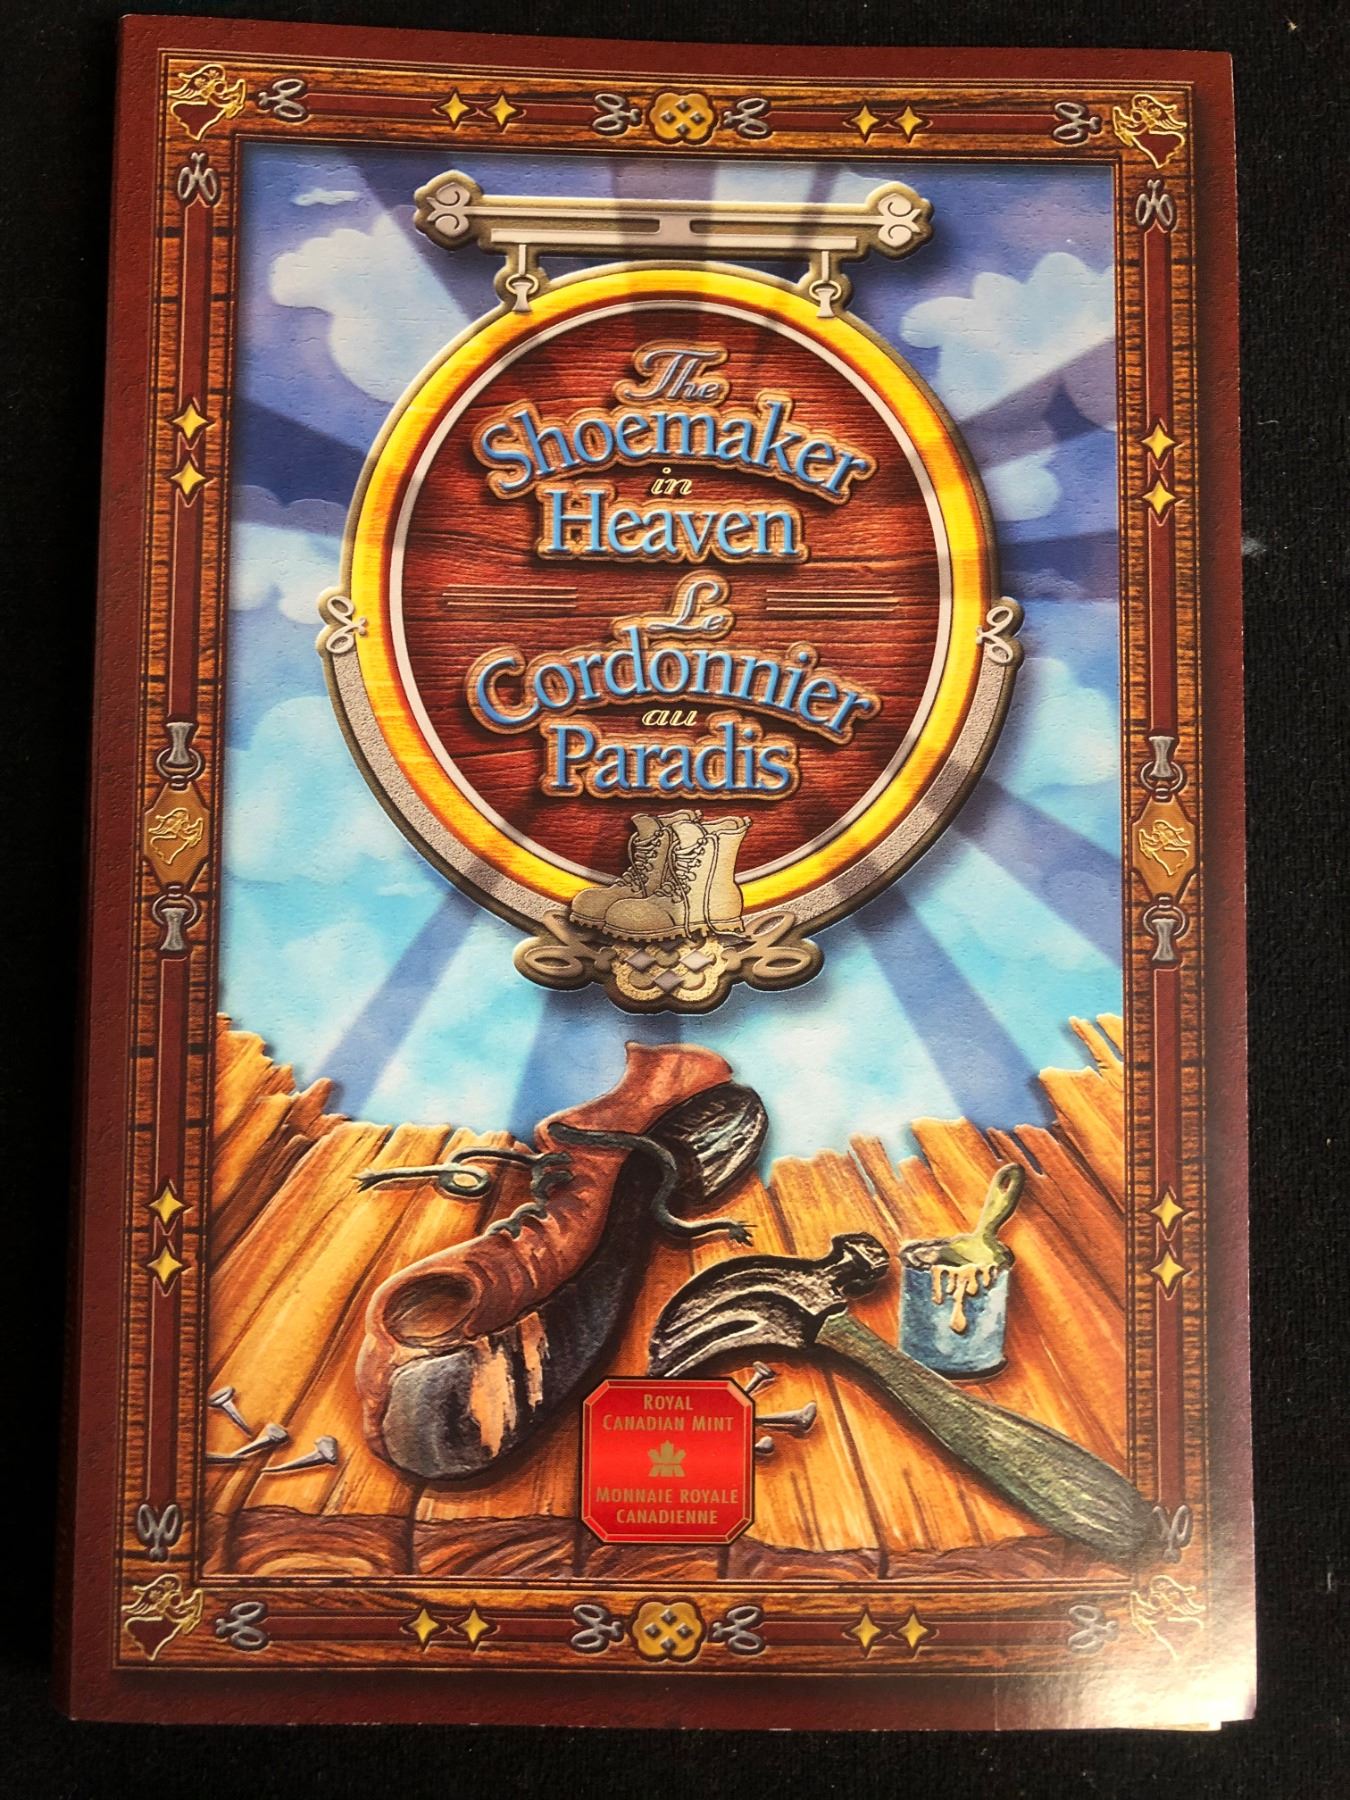 The
Shoemaker
in
Heaven
Le
Cordonnier
au
Paradis
ROYAL
CANADIAN MINT
MONNAIE ROYALE
CANADIENNE